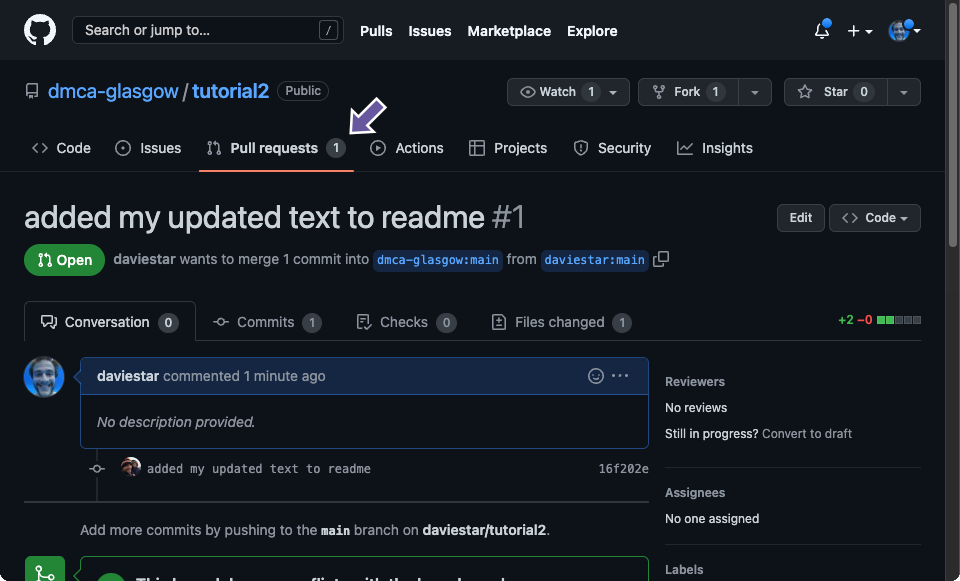 Search or jump to... /
Pulls Issues Marketplace Explore
dmca-glasgow / tutorial2 Public
Watch 1 Fork 1 Star 0
Code Issues Pull requests 1 Actions Projects Security Insights
added my updated text to readme #1
Edit Code
Open daviestar wants to merge 1 commit into dmca-glasgow:main from daviestar:main
Conversation 0 Commits 1 Checks 0 Files changed 1
+2 −0
daviestar commented 1 minute ago
No description provided.
added my updated text to readme 16f202e
Add more commits by pushing to the main branch on daviestar/tutorial2.
Reviewers
No reviews
Still in progress? Convert to draft
Assignees
No one assigned
Labels